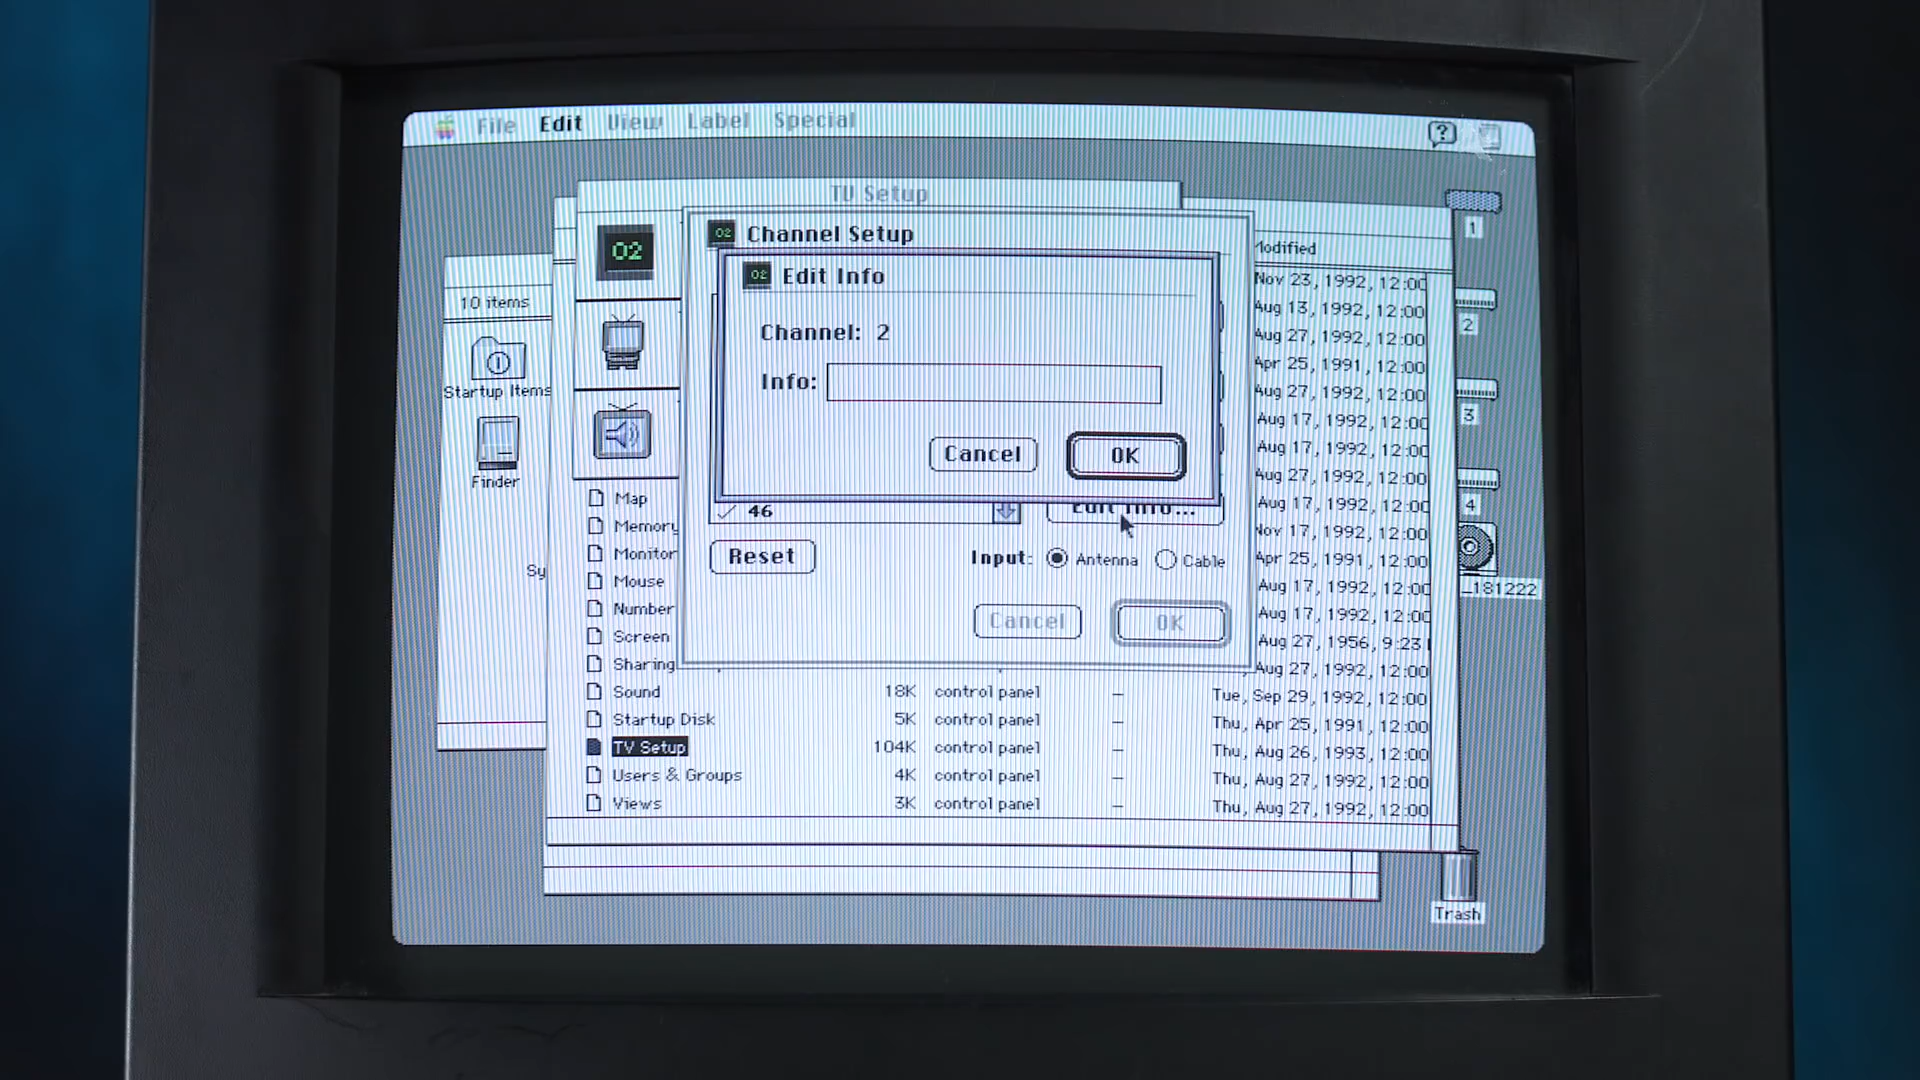 File Edit View Label Special
TV Setup
02
Channel Setup
02
Edit Info
02
Channel: 2
Info:
Cancel
OK
46
Edit Info...
Reset
Input:
Antenna
Cable
Cancel
OK
10 items
Startup Items
Finder
Sy
Modified
Nov 23, 1992, 12:00
Aug 13, 1992, 12:00
Aug 27, 1992, 12:00
Apr 25, 1991, 12:00
Aug 27, 1992, 12:00
Aug 17, 1992, 12:00
Aug 17, 1992, 12:00
Aug 27, 1992, 12:00
Map
Aug 17, 1992, 12:00
Memory
Nov 17, 1992, 12:00
Monitor
Apr 25, 1991, 12:00
Mouse
Aug 17, 1992, 12:00
Number
Aug 17, 1992, 12:00
Screen
Aug 27, 1956, 9:23
Sharing
Aug 27, 1992, 12:00
Sound 18K control panel – Tue, Sep 29, 1992, 12:00
Startup Disk 5K control panel – Thu, Apr 25, 1991, 12:00
TV Setup 104K control panel – Thu, Aug 26, 1993, 12:00
Users & Groups 4K control panel – Thu, Aug 27, 1992, 12:00
Views 3K control panel – Thu, Aug 27, 1992, 12:00
1
2
3
4
_181222
Trash